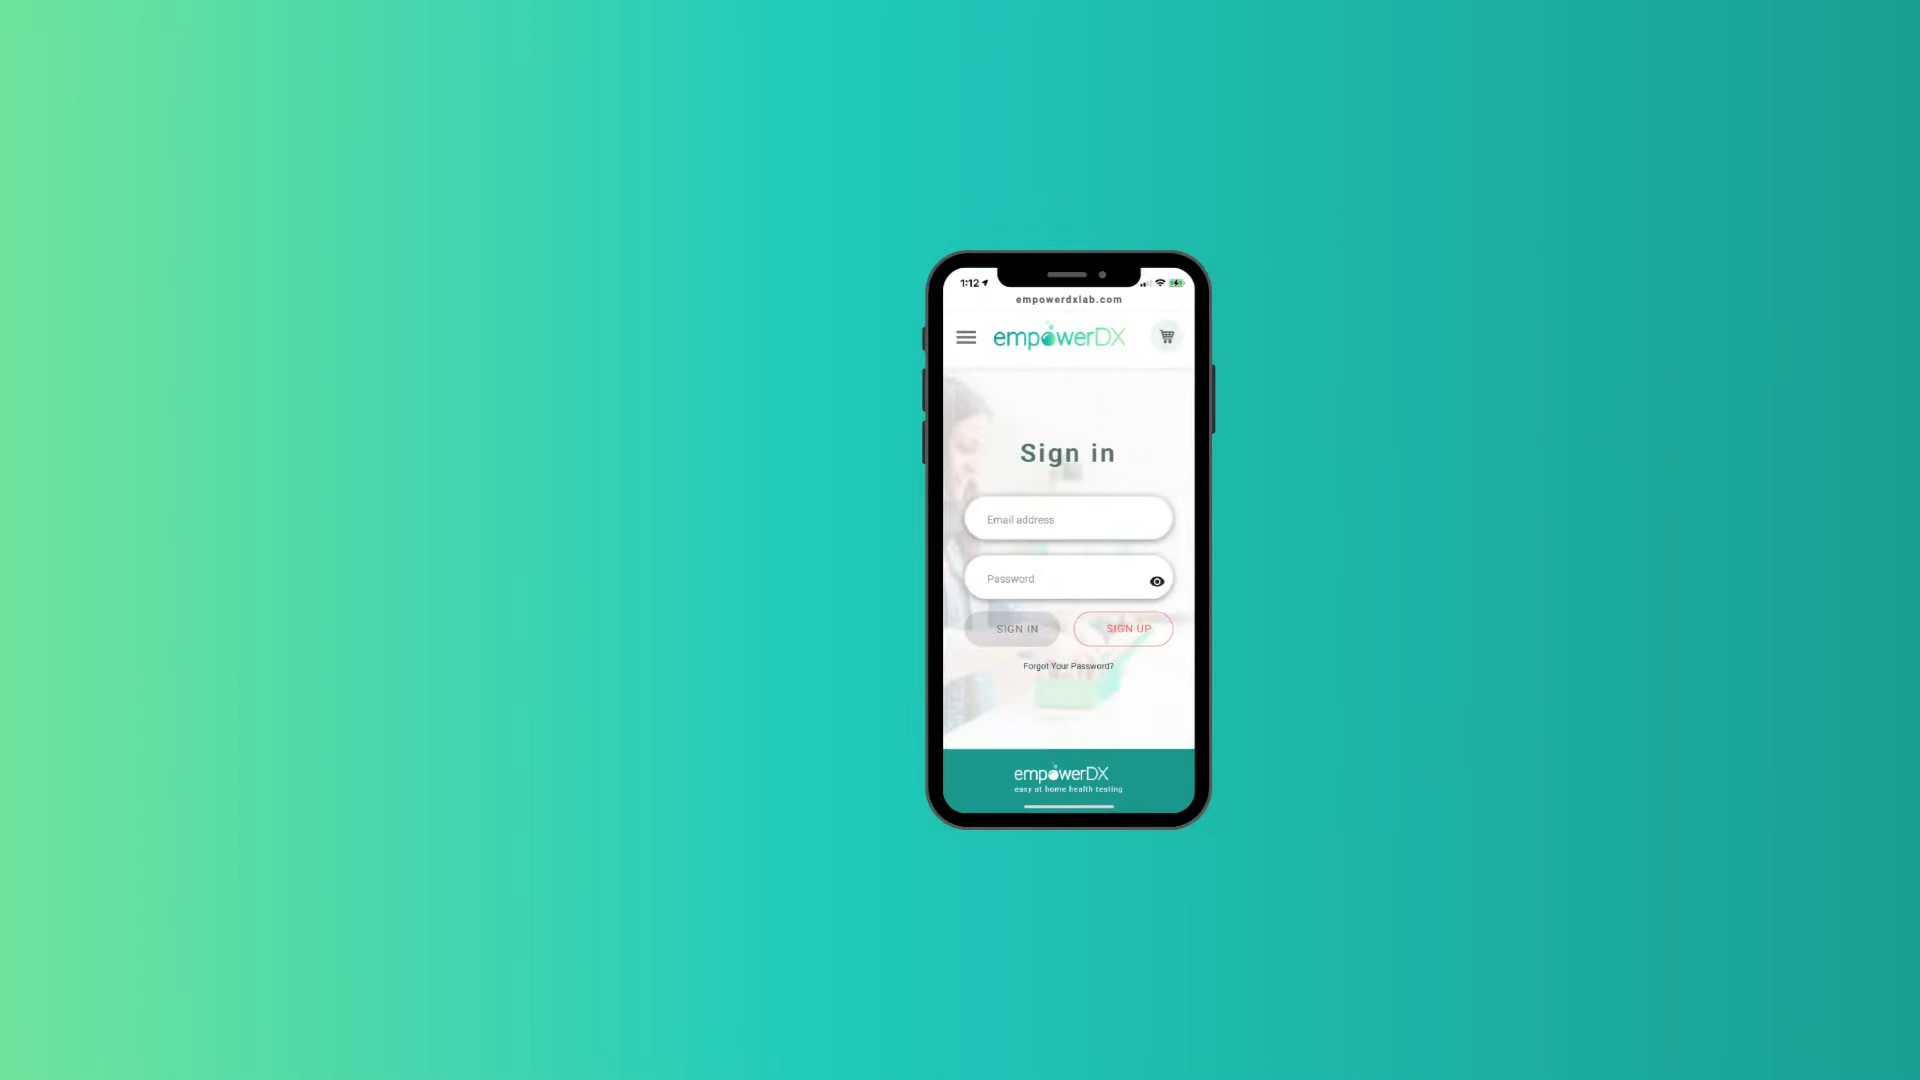 1:12
empowerdxlab.com
empowerDX
Sign in
Email address
Password
SIGN IN SIGN UP
Forgot Your Password?
empowerDX
easy at home health testing